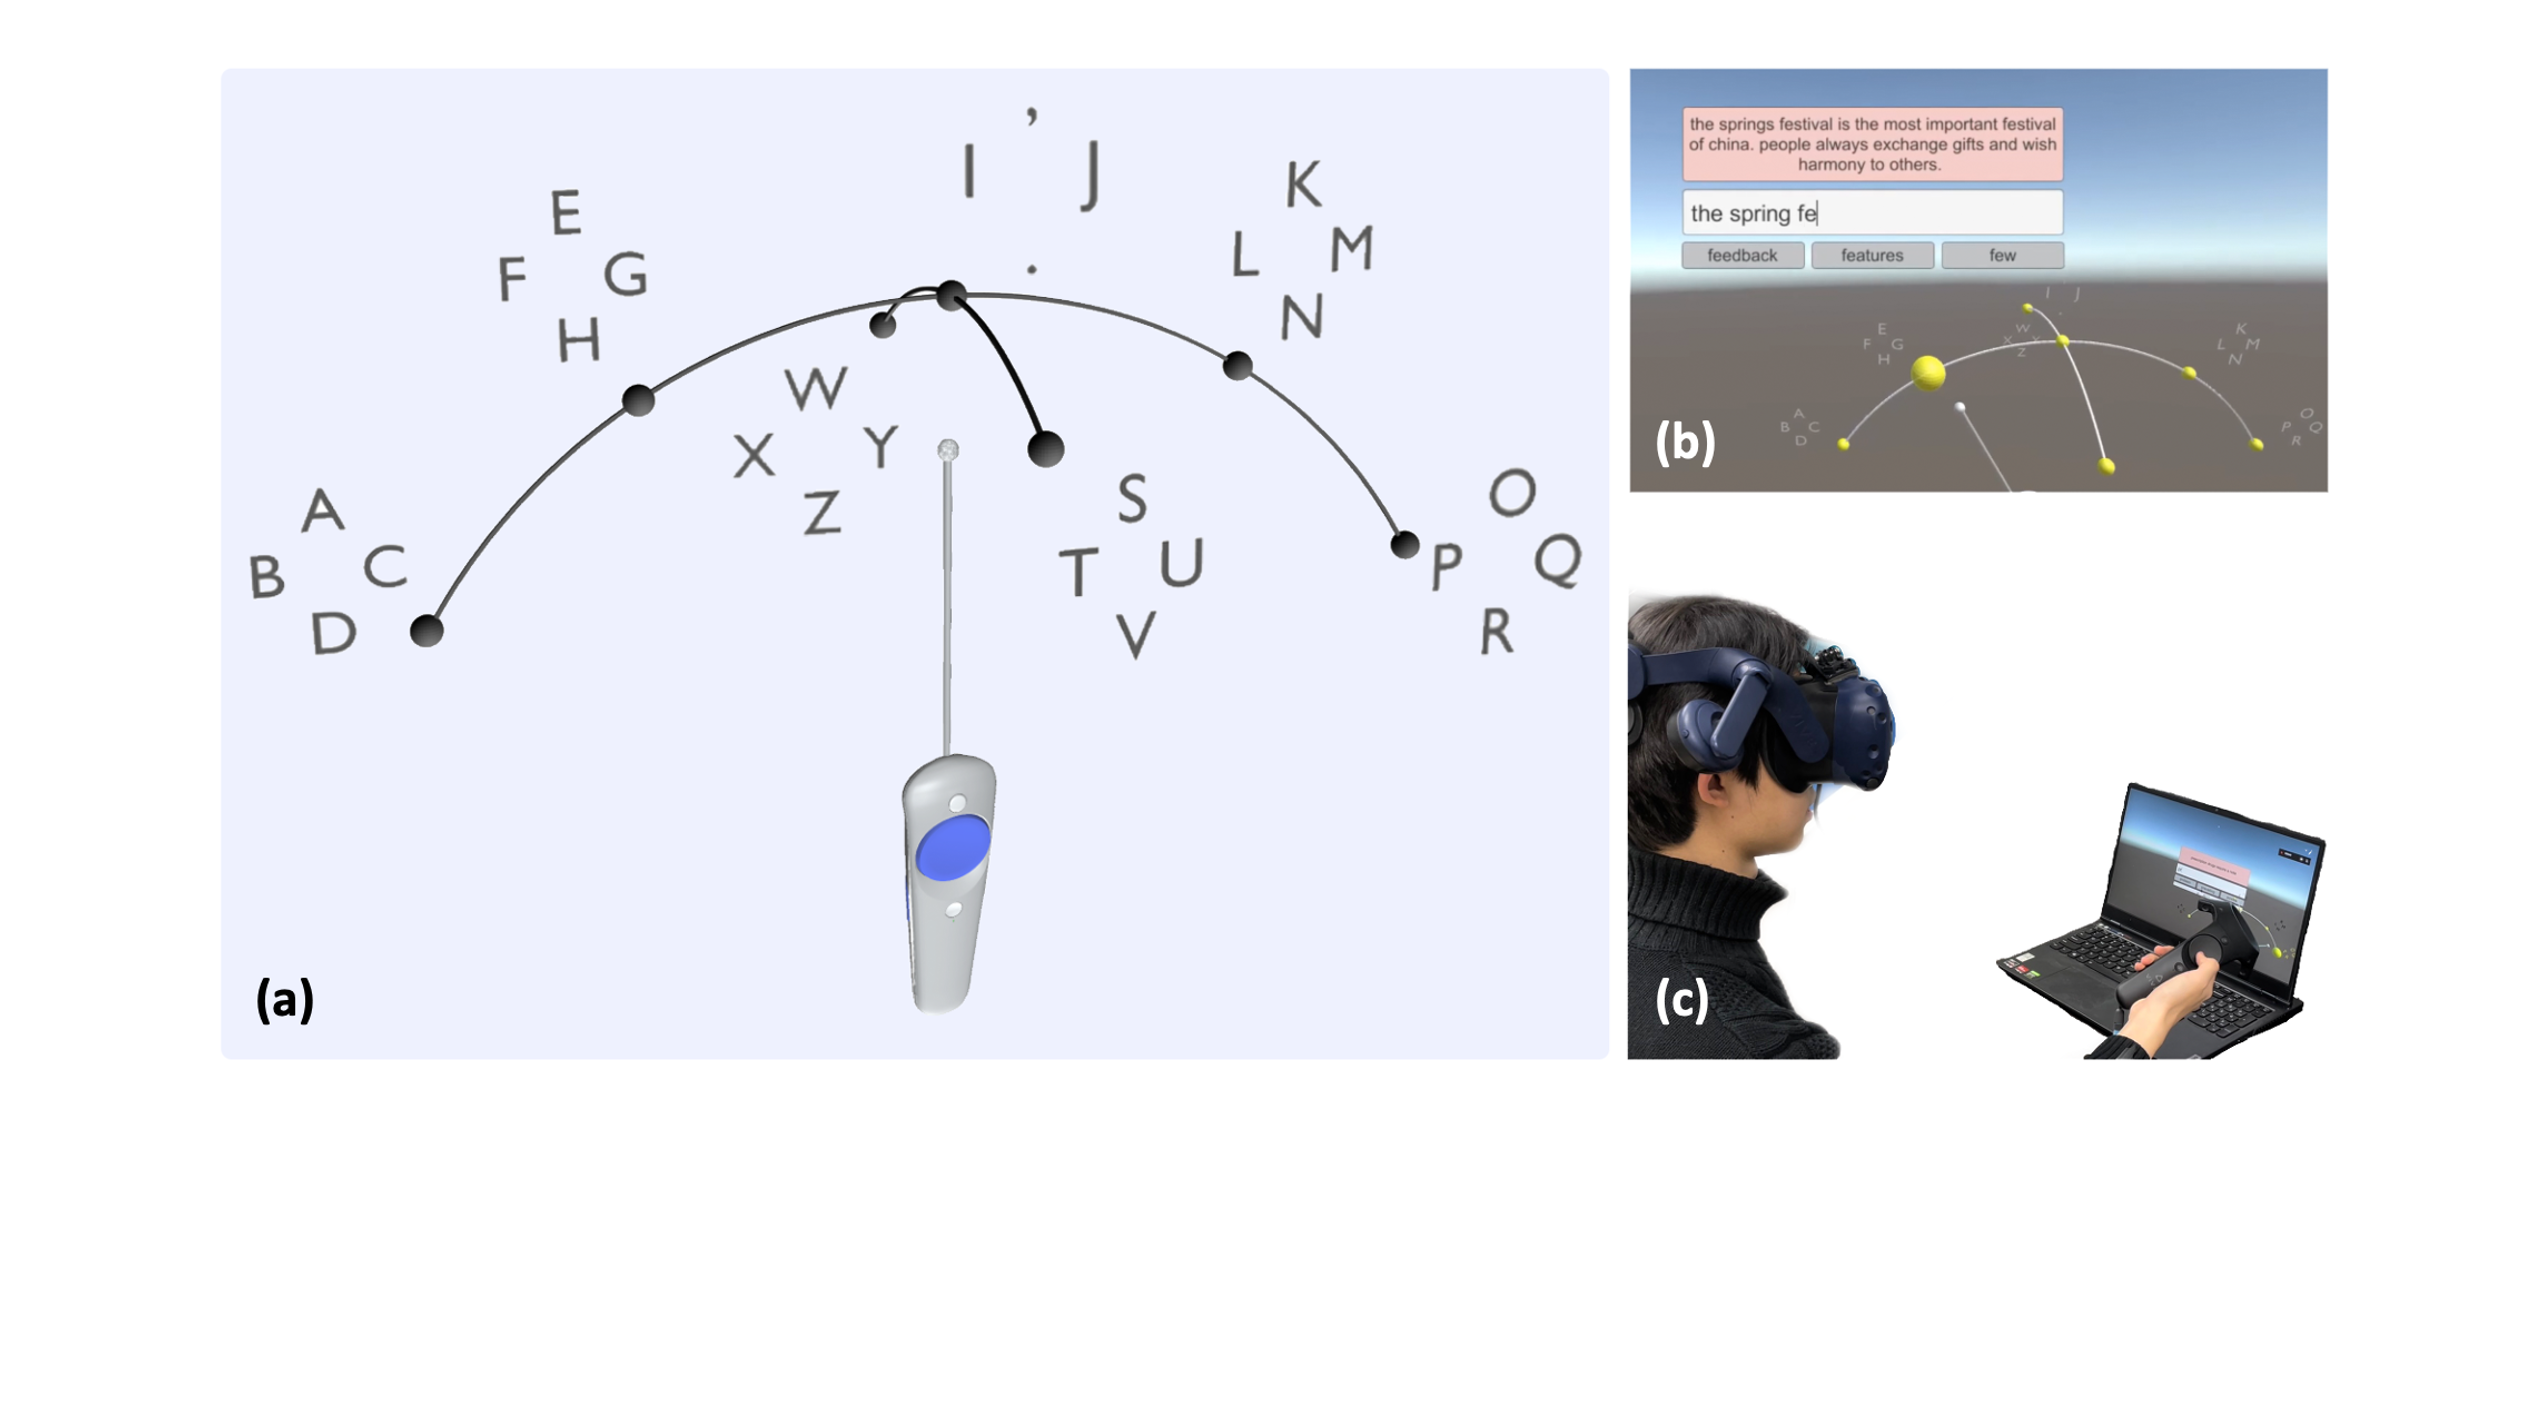 ’
I J
.
E
F G
H
K
L M
N
W
X Y
Z
A
B C
D
S
T U
V
O
P Q
R
(a)
the springs festival is the most important festival
of china. people always exchange gifts and wish
harmony to others.
the spring fe
feedback features few
I J
.
E
F G
H
W
X Y
Z
K
L M
N
A
B C
D
O
P Q
R
(b)
(c)